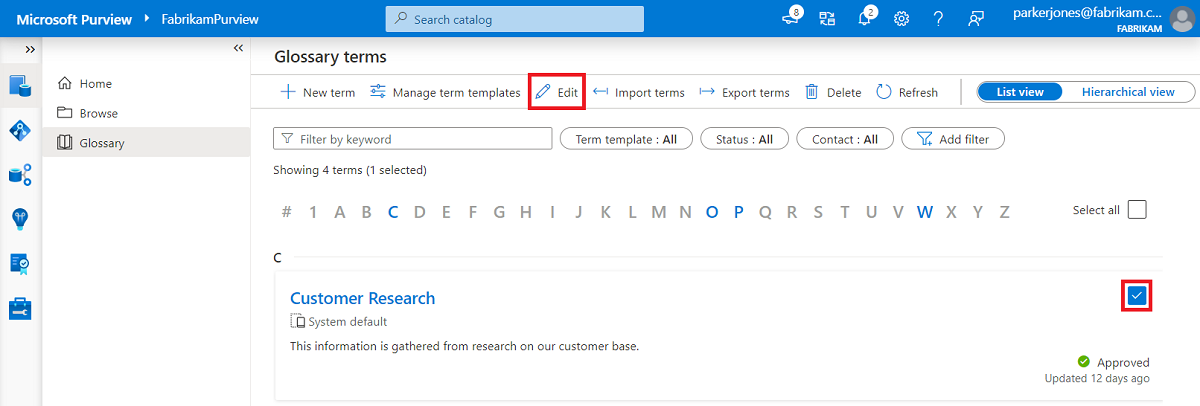 Microsoft Purview FabrikamPurview Search catalog 8 2 ? parkerjones@fabrikam.c...
FABRIKAM
Home
Browse
Glossary
Glossary terms
New term Manage term templates Edit Import terms Export terms Delete Refresh List view Hierarchical view
Filter by keyword Term template : All Status : All Contact : All Add filter
Showing 4 terms (1 selected)
# 1 A B C D E F G H I J K L M N O P Q R S T U V W X Y Z Select all
C
Customer Research
System default
This information is gathered from research on our customer base.
Approved
Updated 12 days ago